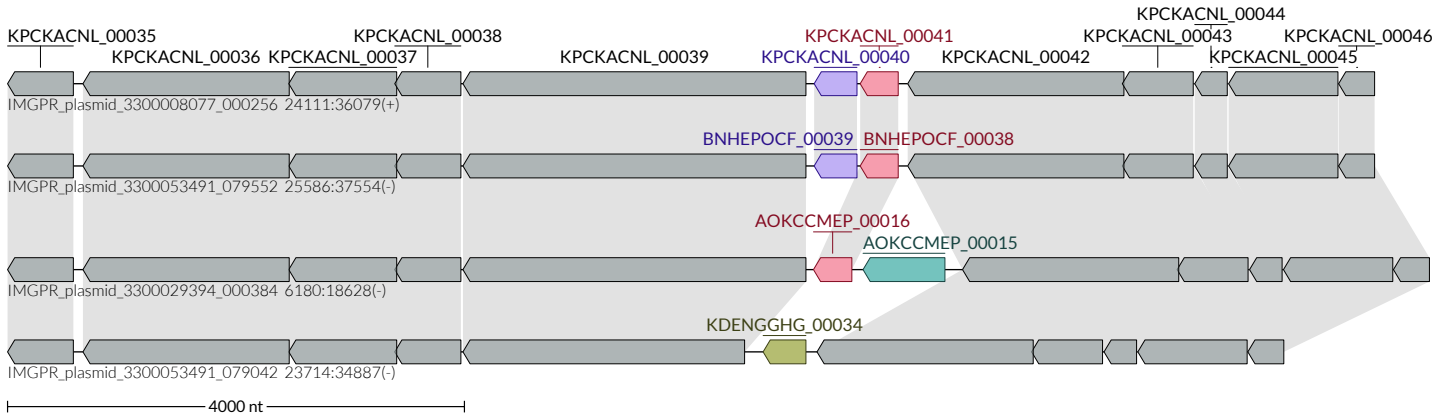 KPCKACNL_00044
KPCKACNL_00035 KPCKACNL_00038 KPCKACNL_00041 KPCKACNL_00043 KPCKACNL_00046
KPCKACNL_00036 KPCKACNL_00037 KPCKACNL_00039 KPCKACNL_00040 KPCKACNL_00042 KPCKACNL_00045
IMGPR_plasmid_3300008077_000256 24111:36079(+)
BNHEPOCF_00039 BNHEPOCF_00038
IMGPR_plasmid_3300053491_079552 25586:37554(-)
AOKCCMEP_00016
AOKCCMEP_00015
IMGPR_plasmid_3300029394_000384 6180:18628(-)
KDENGGHG_00034
IMGPR_plasmid_3300053491_079042 23714:34887(-)
4000 nt